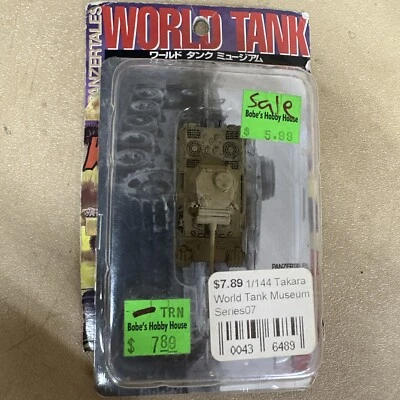 PANZERTALES
WORLD TANK
ワールド タンク ミュージアム
Sale
Babe's Hobby House
$ 5.99
PANZERTALES
TRN
Babe's Hobby House
$ 7.89
$7.89 1/144 Takara
World Tank Museum
Series07
0043 6489